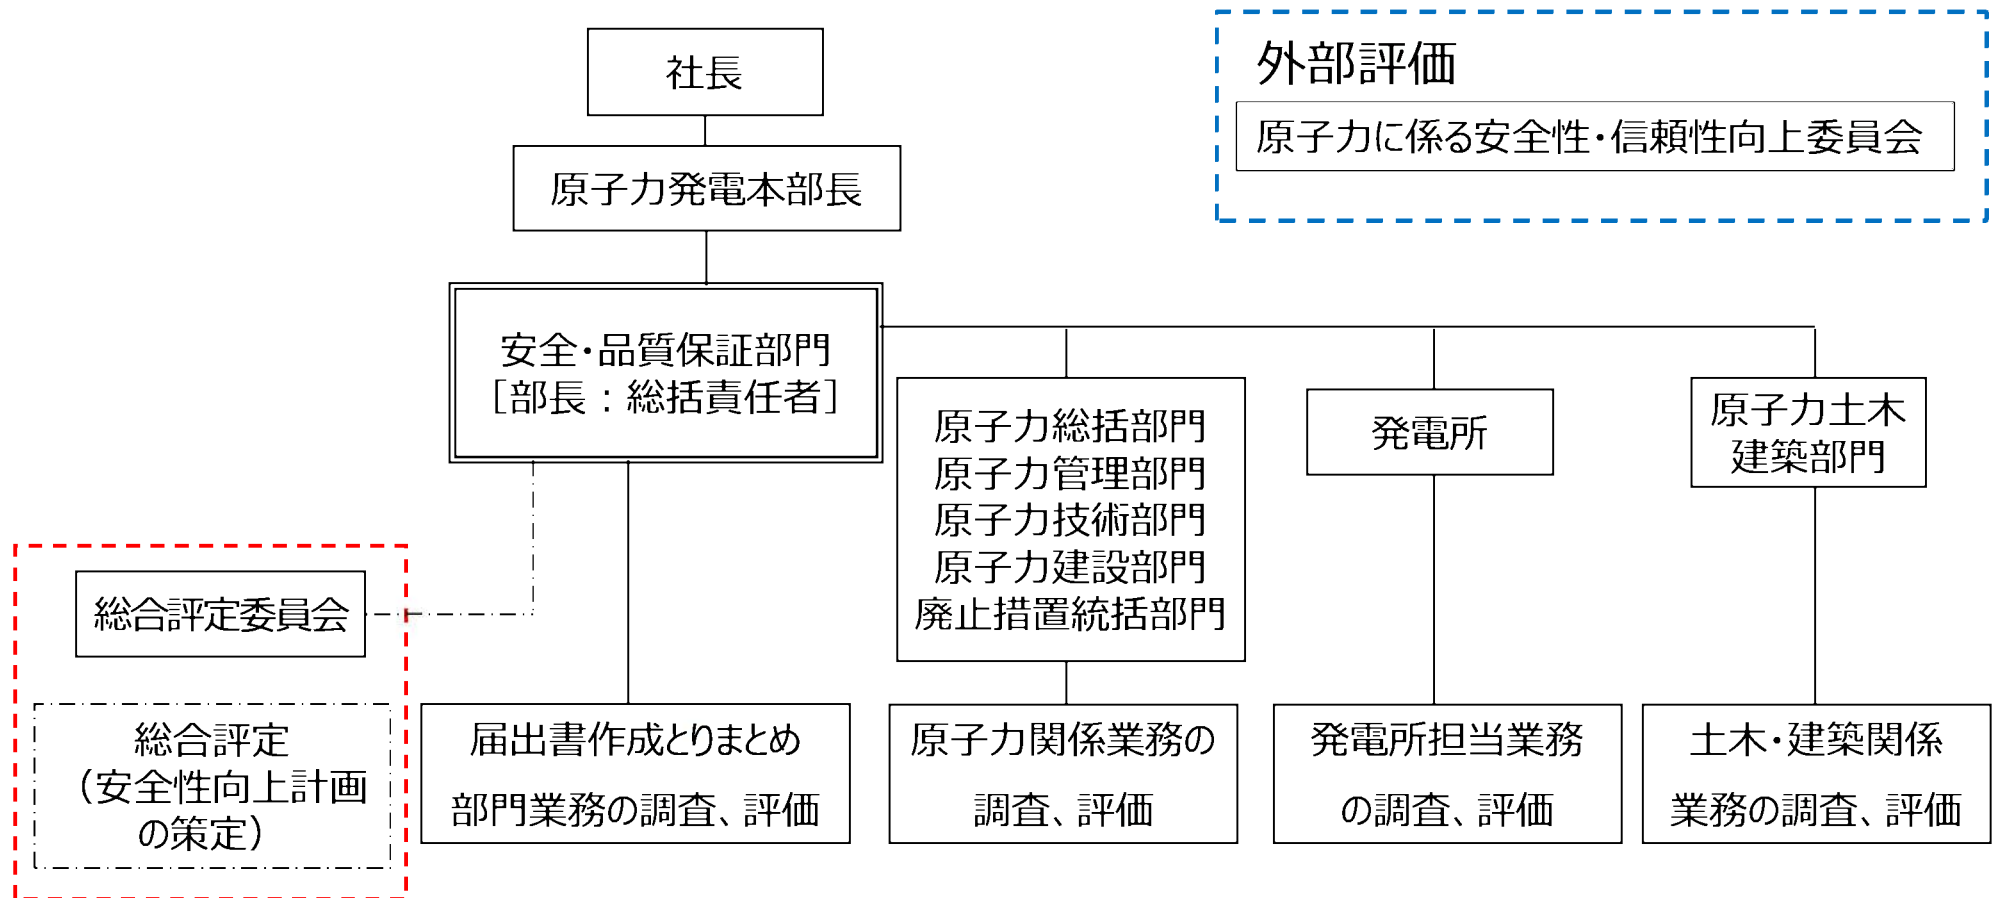 社長
原子力発電本部長
外部評価
原子力に係る安全性・信頼性向上委員会
安全・品質保証部門
［部長：総括責任者］
原子力総括部門
原子力管理部門
原子力技術部門
原子力建設部門
廃止措置統括部門
発電所
原子力土木
建築部門
総合評定委員会
総合評定
（安全性向上計画
の策定）
届出書作成とりまとめ
部門業務の調査、評価
原子力関係業務の
調査、評価
発電所担当業務
の調査、評価
土木・建築関係
業務の調査、評価